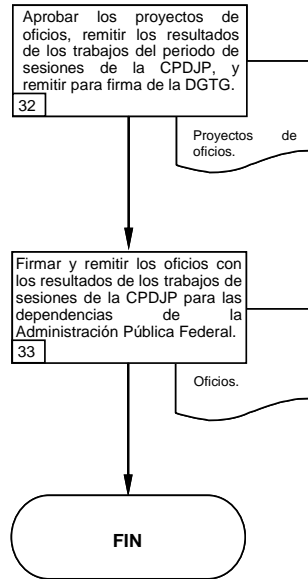 Aprobar los proyectos de
oficios, remitir los resultados
de los trabajos del periodo de
sesiones de la CPDJP, y
remitir para firma de la DGTG.
32
Proyectos de
oficios.
Firmar y remitir los oficios con
los resultados de los trabajos de
sesiones de la CPDJP para las
dependencias de la
Administración Pública Federal.
33
Oficios.
FIN